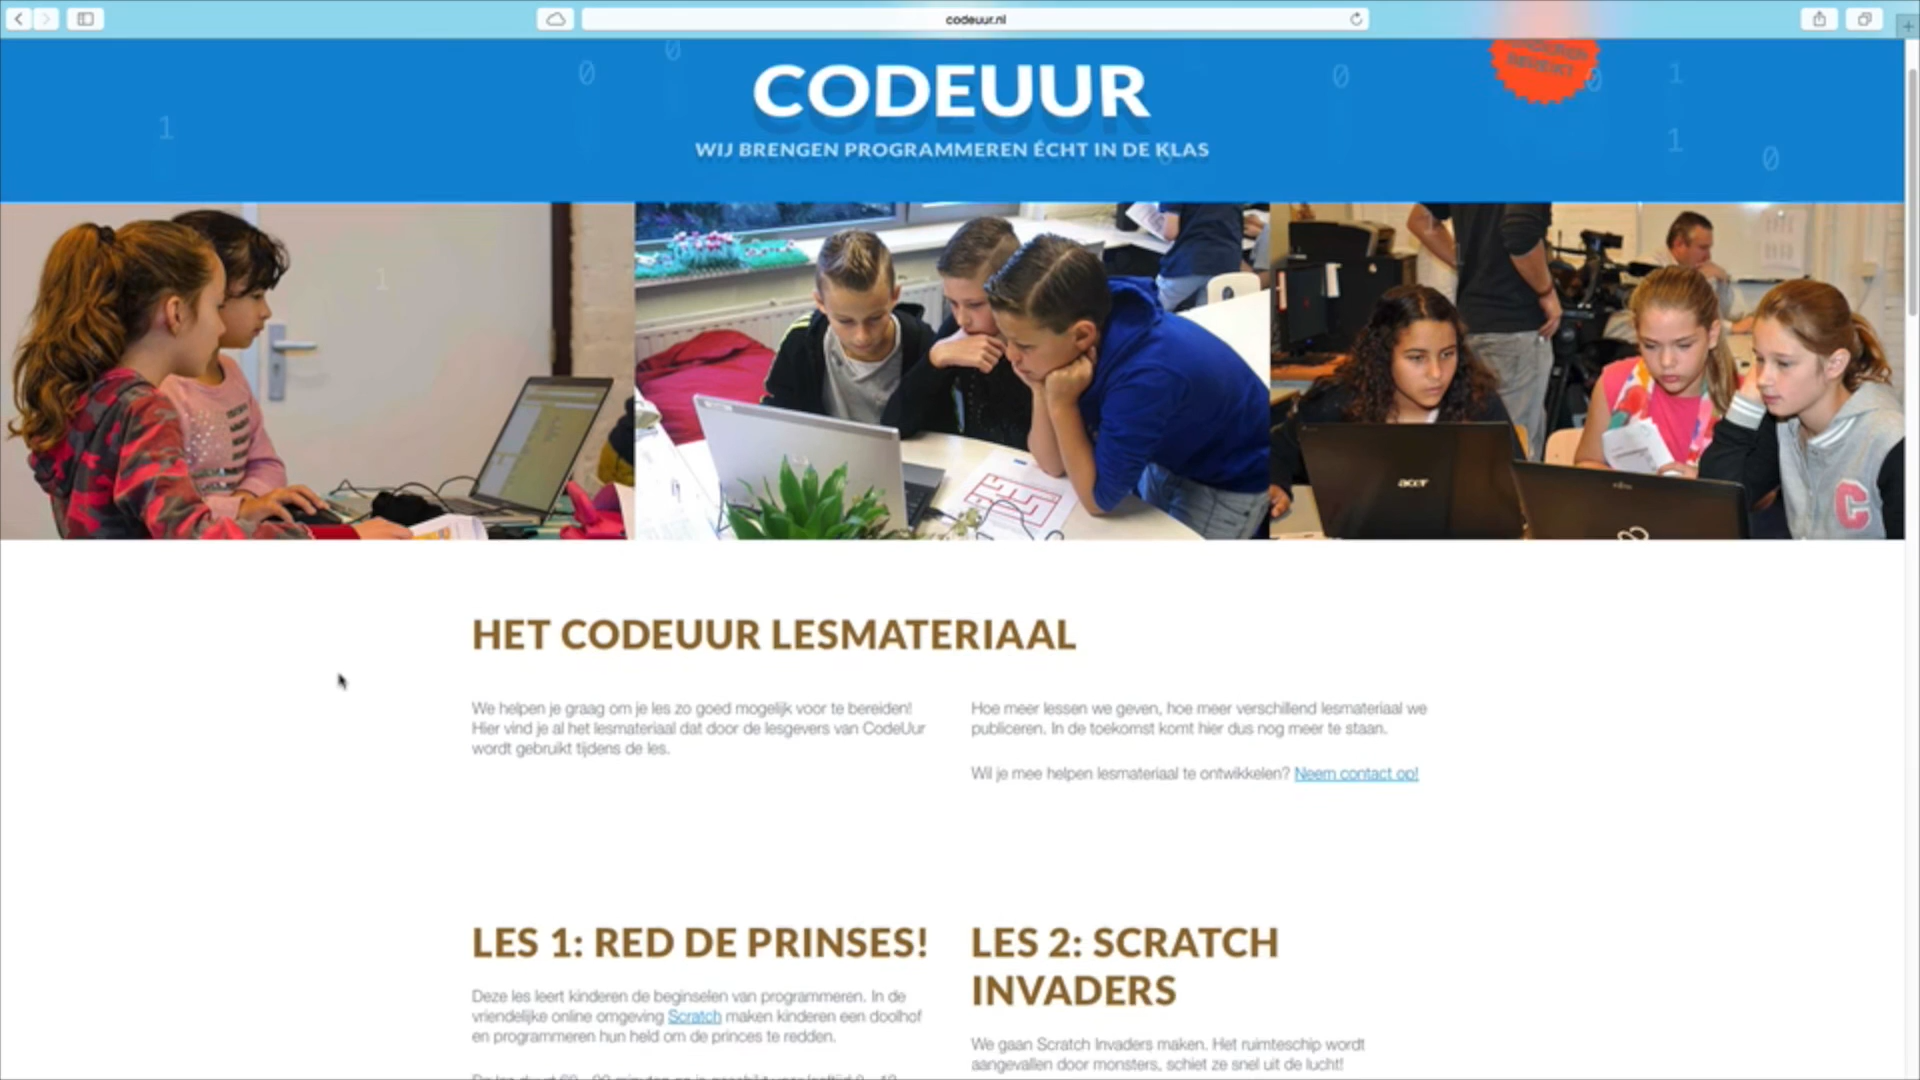 codeuur.nl
CODEUUR
WIJ BRENGEN PROGRAMMEREN ÉCHT IN DE KLAS
acer
C
HET CODEUUR LESMATERIAAL
We helpen je graag om je les zo goed mogelijk voor te bereiden!
Hier vind je al het lesmateriaal dat door de lesgevers van CodeUur
wordt gebruikt tijdens de les.
Hoe meer lessen we geven, hoe meer verschillend lesmateriaal we
publiceren. In de toekomst komt hier dus nog meer te staan.
Wil je mee helpen lesmateriaal te ontwikkelen? Neem contact op!
LES 1: RED DE PRINSES!
Deze les leert kinderen de beginselen van programmeren. In de
vriendelijke online omgeving Scratch maken kinderen een doolhof
en programmeren hun held om de princes te redden.
LES 2: SCRATCH
INVADERS
We gaan Scratch Invaders maken. Het ruimteschip wordt
aangevallen door monsters, schiet ze snel uit de lucht!